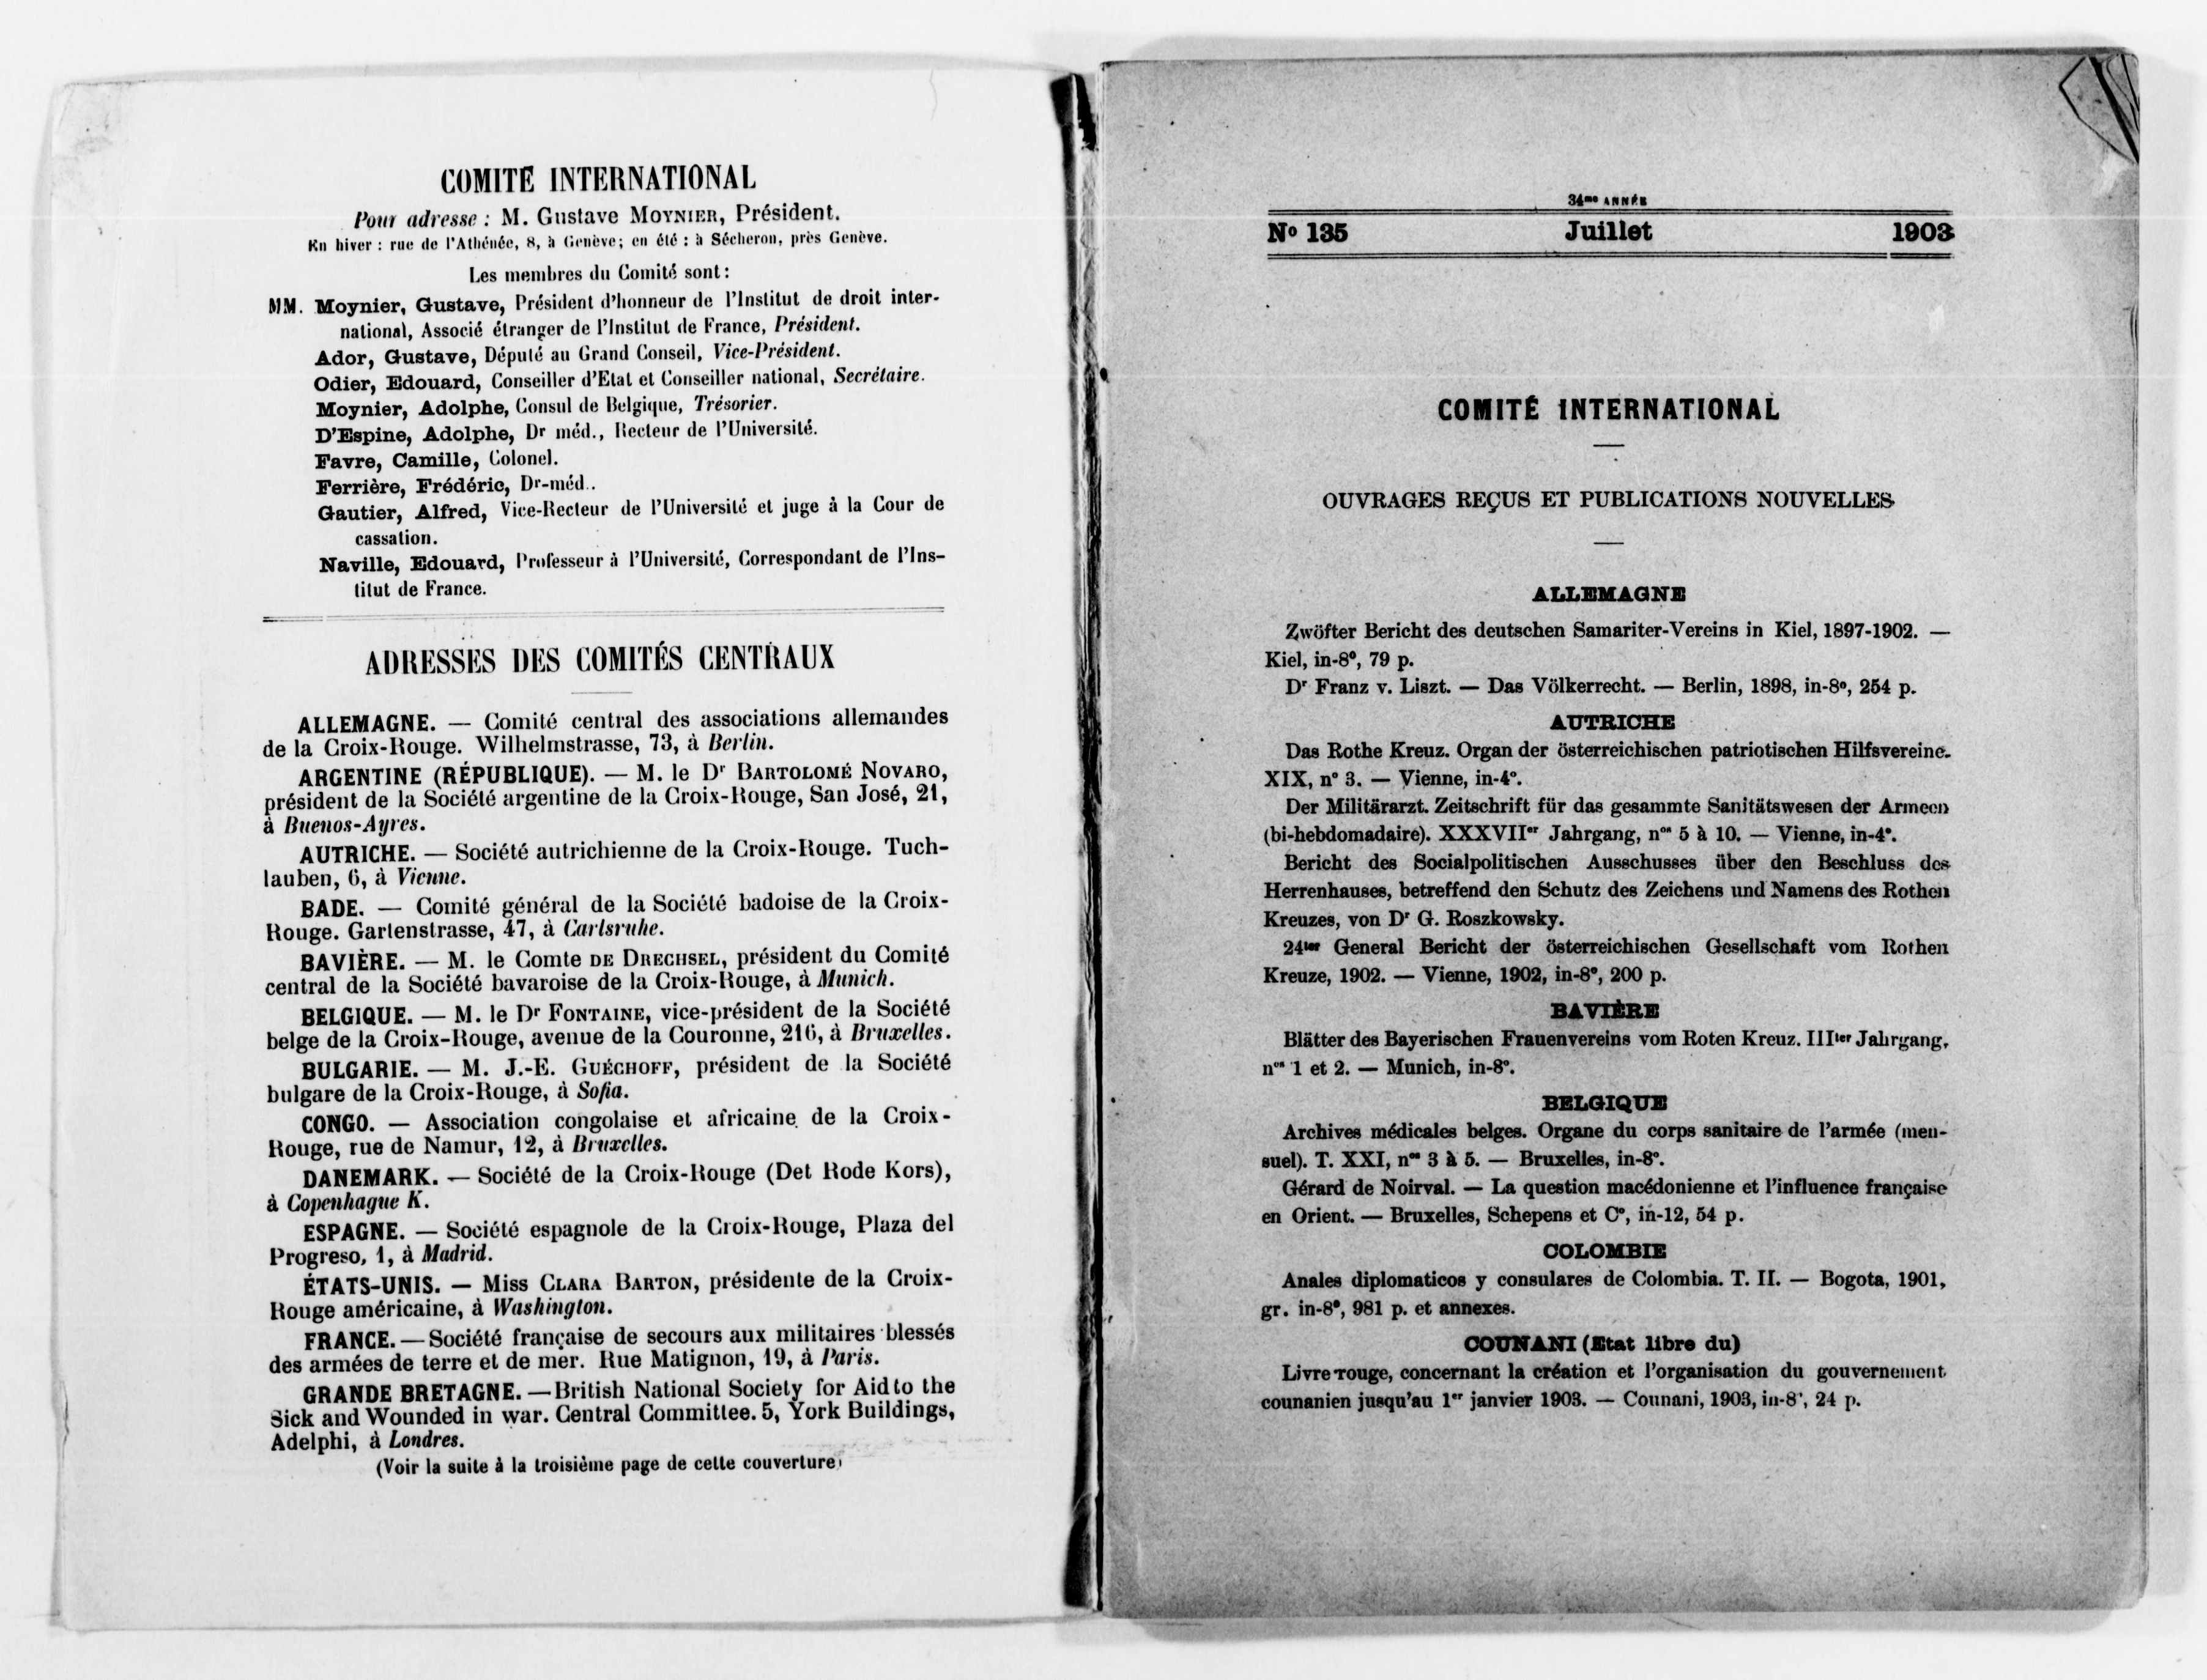 COMITÉ INTERNATIONAL
Pour adresse : M. Gustave MOYNIER, Président.
En hiver : rue de l'Athénée, 8, à Genève; en été : à Sécheron, près Genève.
Les membres du Comité sont :
MM. Moynier, Gustave, Président d'honneur de l'Institut de droit inter-
national, Associé étranger de l'Institut de France, Président.
Ador, Gustave, Député au Grand Conseil, Vice-Président.
Odier, Edouard, Conseiller d'Etat et Conseiller national, Secrétaire.
Moynier, Adolphe, Consul de Belgique, Trésorier.
D'Espine, Adolphe, Dr méd., Recteur de l'Université.
Favre, Camille, Colonel.
Ferrière, Frédéric, Dr-méd..
Gautier, Alfred, Vice-Recteur de l'Université et juge à la Cour de
cassation.
Naville, Edouard, Professeur à l'Université, Correspondant de l'Ins-
titut de France.
ADRESSES DES COMITÉS CENTRAUX
ALLEMAGNE. — Comité central des associations allemandes
de la Croix-Rouge. Wilhelmstrasse, 73, à Berlin.
ARGENTINE (RÉPUBLIQUE). — M. le Dr BARTOLOMÉ NOVARO,
président de la Société argentine de la Croix-Rouge, San José, 21,
à Buenos-Ayres.
AUTRICHE. — Société autrichienne de la Croix-Rouge. Tuch-
lauben, 6, à Vienne.
BADE. — Comité général de la Société badoise de la Croix-
Rouge. Gartenstrasse, 47, à Carlsruhe.
BAVIÈRE. — M. le Comte DE DRECHSEL, président du Comité
central de la Société bavaroise de la Croix-Rouge, à Munich.
BELGIQUE. — M. le Dr FONTAINE, vice-président de la Société
belge de la Croix-Rouge, avenue de la Couronne, 216, à Bruxelles.
BULGARIE. — M. J.-E. GUÉCHOFF, président de la Société
bulgare de la Croix-Rouge, à Sofia.
CONGO. — Association congolaise et africaine de la Croix-
Rouge, rue de Namur, 12, à Bruxelles.
DANEMARK. — Société de la Croix-Rouge (Det Rode Kors),
à Copenhague K.
ESPAGNE. — Société espagnole de la Croix-Rouge, Plaza del
Progreso, 1, à Madrid.
ÉTATS-UNIS. — Miss CLARA BARTON, présidente de la Croix-
Rouge américaine, à Washington.
FRANCE. — Société française de secours aux militaires blessés
des armées de terre et de mer. Rue Matignon, 19, à Paris.
GRANDE BRETAGNE. — British National Society for Aid to the
Sick and Wounded in war. Central Committee. 5, York Buildings,
Adelphi, à Londres.
(Voir la suite à la troisième page de cette couverture)
34me ANNÉE
No 135 Juillet 1903
COMITÉ INTERNATIONAL
OUVRAGES REÇUS ET PUBLICATIONS NOUVELLES
ALLEMAGNE
Zwöfter Bericht des deutschen Samariter-Vereins in Kiel, 1897-1902. —
Kiel, in-8°, 79 p.
Dr Franz v. Liszt. — Das Völkerrecht. — Berlin, 1898, in-8o, 254 p.
AUTRICHE
Das Rothe Kreuz. Organ der österreichischen patriotischen Hilfsvereine.
XIX, n° 3. — Vienne, in-4°.
Der Militärarzt. Zeitschrift für das gesammte Sanitätswesen der Armeen
(bi-hebdomadaire). XXXVIIer Jahrgang, nos 5 à 10. — Vienne, in-4°.
Bericht des Socialpolitischen Ausschusses über den Beschluss des
Herrenhauses, betreffend den Schutz des Zeichens und Namens des Rothen
Kreuzes, von Dr G. Roszkowsky.
24ter General Bericht der österreichischen Gesellschaft vom Rothen
Kreuze, 1902. — Vienne, 1902, in-8°, 200 p.
BAVIÈRE
Blätter des Bayerischen Frauenvereins vom Roten Kreuz. IIIter Jahrgang,
nos 1 et 2. — Munich, in-8°.
BELGIQUE
Archives médicales belges. Organe du corps sanitaire de l'armée (men-
suel). T. XXI, nos 3 à 5. — Bruxelles, in-8°.
Gérard de Noirval. — La question macédonienne et l'influence française
en Orient. — Bruxelles, Schepens et Ce, in-12, 54 p.
COLOMBIE
Anales diplomaticos y consulares de Colombia. T. II. — Bogota, 1901,
gr. in-8°, 981 p. et annexes.
COUNANI (Etat libre du)
Livre rouge, concernant la création et l'organisation du gouvernement
counanien jusqu'au 1er janvier 1903. — Counani, 1903, in-8°, 24 p.